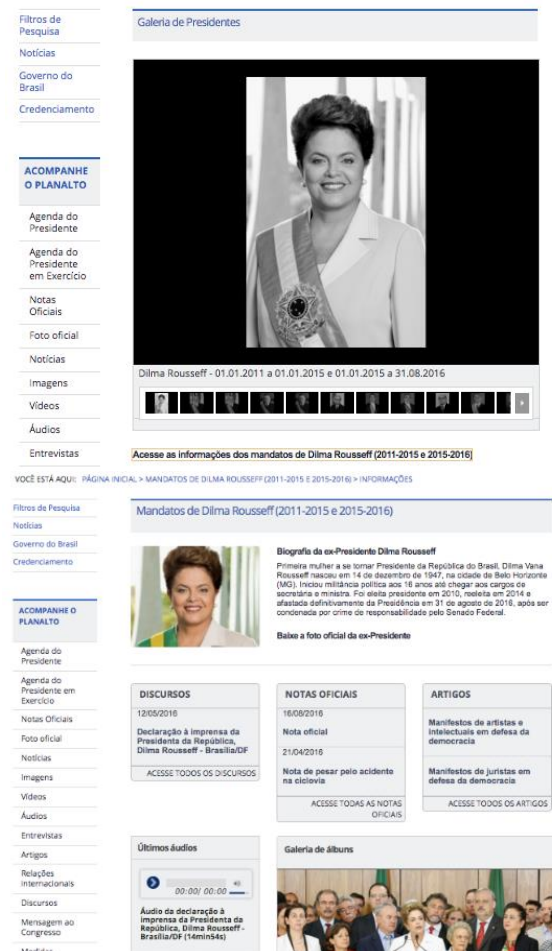 Filtros de
Pesquisa
Notícias
Governo do
Brasil
Credenciamento
ACOMPANHE
O PLANALTO
Agenda do
Presidente
Agenda do
Presidente
em Exercício
Notas
Oficiais
Foto oficial
Notícias
Imagens
Vídeos
Áudios
Entrevistas
Galeria de Presidentes
Dilma Rousseff - 01.01.2011 a 01.01.2015 e 01.01.2015 a 31.08.2016
Acesse as informações dos mandatos de Dilma Rousseff (2011-2015 e 2015-2016)
VOCÊ ESTÁ AQUI: PÁGINA INICIAL > MANDATOS DE DILMA ROUSSEFF (2011-2015 E 2015-2016) > INFORMAÇÕES
Filtros de Pesquisa
Notícias
Governo do Brasil
Credenciamento
ACOMPANHE O
PLANALTO
Agenda do
Presidente
Agenda do
Presidente em
Exercício
Notas Oficiais
Foto oficial
Notícias
Imagens
Vídeos
Áudios
Entrevistas
Artigos
Relações
Internacionais
Discursos
Mensagem ao
Congresso
Mandatos de Dilma Rousseff (2011-2015 e 2015-2016)
Biografia da ex-Presidente Dilma Rousseff
Primeira mulher a se tornar Presidente da República do Brasil, Dilma Vana
Rousseff nasceu em 14 de dezembro de 1947, na cidade de Belo Horizonte
(MG). Iniciou militância política aos 16 anos até chegar aos cargos de
secretária e ministra. Foi eleita presidente em 2010, reeleita em 2014 e
afastada definitivamente da Presidência em 31 de agosto de 2016, após ser
condenada por crime de responsabilidade pelo Senado Federal.
Baixe a foto oficial da ex-Presidente
DISCURSOS
12/05/2016
Declaração à imprensa da
Presidenta da República,
Dilma Rousseff - Brasília/DF
ACESSE TODOS OS DISCURSOS
NOTAS OFICIAIS
16/08/2016
Nota oficial
21/04/2016
Nota de pesar pelo acidente
na ciclovia
ACESSE TODAS AS NOTAS
OFICIAIS
ARTIGOS
Manifestos de artistas e
intelectuais em defesa da
democracia
Manifestos de juristas em
defesa da democracia
ACESSE TODOS OS ARTIGOS
Últimos áudios
00:00/ 00:00
Áudio da declaração à
imprensa da Presidenta da
República, Dilma Rousseff -
Brasília/DF (14min54s)
Galeria de álbuns